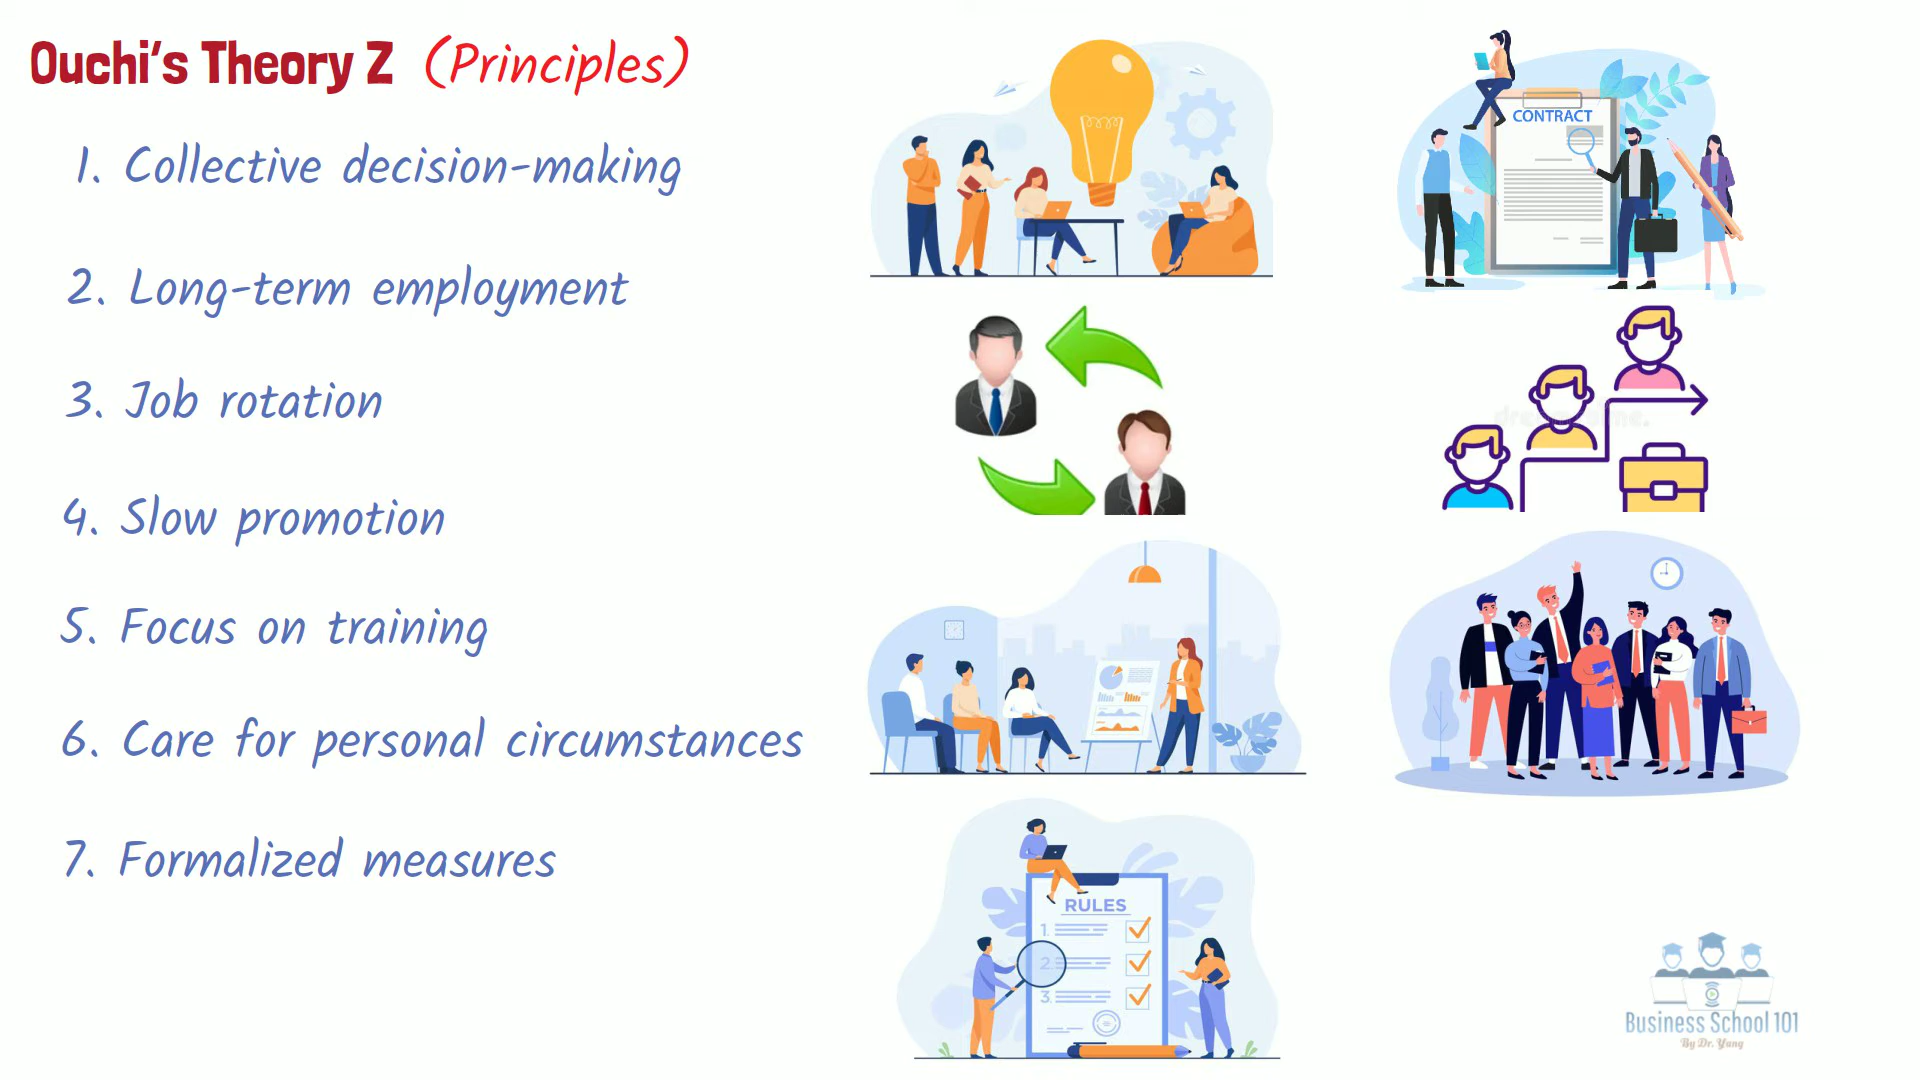 Ouchi's Theory Z (Principles)
1. Collective decision-making
2. Long-term employment
3. Job rotation
4. Slow promotion
5. Focus on training
6. Care for personal circumstances
7. Formalized measures
CONTRACT
RULES
1.
2.
3.
Business School 101
By Dr. Yang